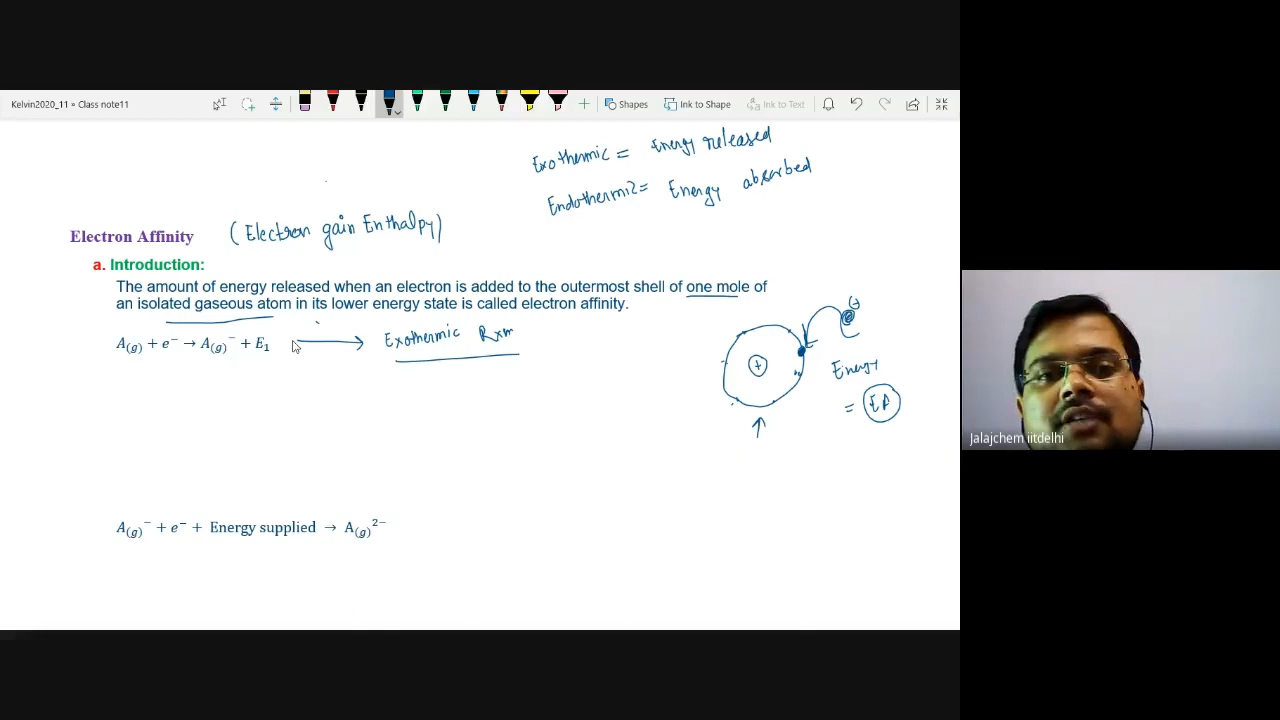 Kelvin2020_11 » Class note11
Shapes
Ink to Shape
Ink to Text
Exothermic = Energy released
Endothermic = Energy absorbed
Electron Affinity (Electron gain Enthalpy)
a. Introduction:
The amount of energy released when an electron is added to the outermost shell of one mole of
an isolated gaseous atom in its lower energy state is called electron affinity.
A(g) + e⁻ → A(g)⁻ + E₁ → Exothermic Rxn
+
Energy
= EA
A(g)⁻ + e⁻ + Energy supplied → A(g)²⁻
Jalajchem iitdelhi